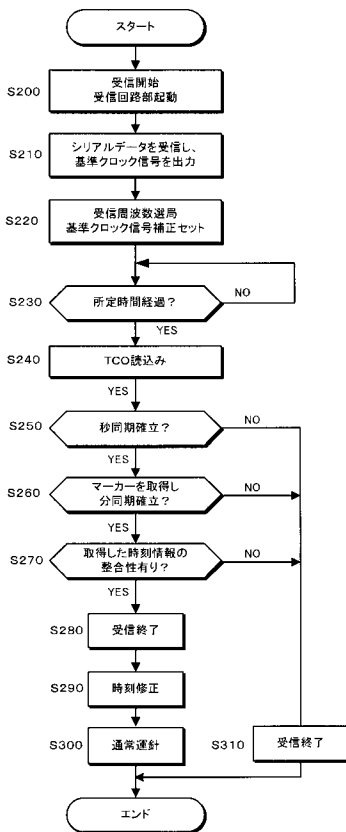 スタート
S200
受信開始
受信回路部起動
S210
シリアルデータを受信し、
基準クロック信号を出力
S220
受信周波数選局
基準クロック信号補正セット
S230
所定時間経過?
NO
YES
S240
TCO読込み
YES
S250
秒同期確立?
NO
YES
S260
マーカーを取得し
分同期確立?
NO
YES
S270
取得した時刻情報の
整合性有り?
NO
YES
S280
受信終了
S290
時刻修正
S300
通常運針
S310
受信終了
エンド